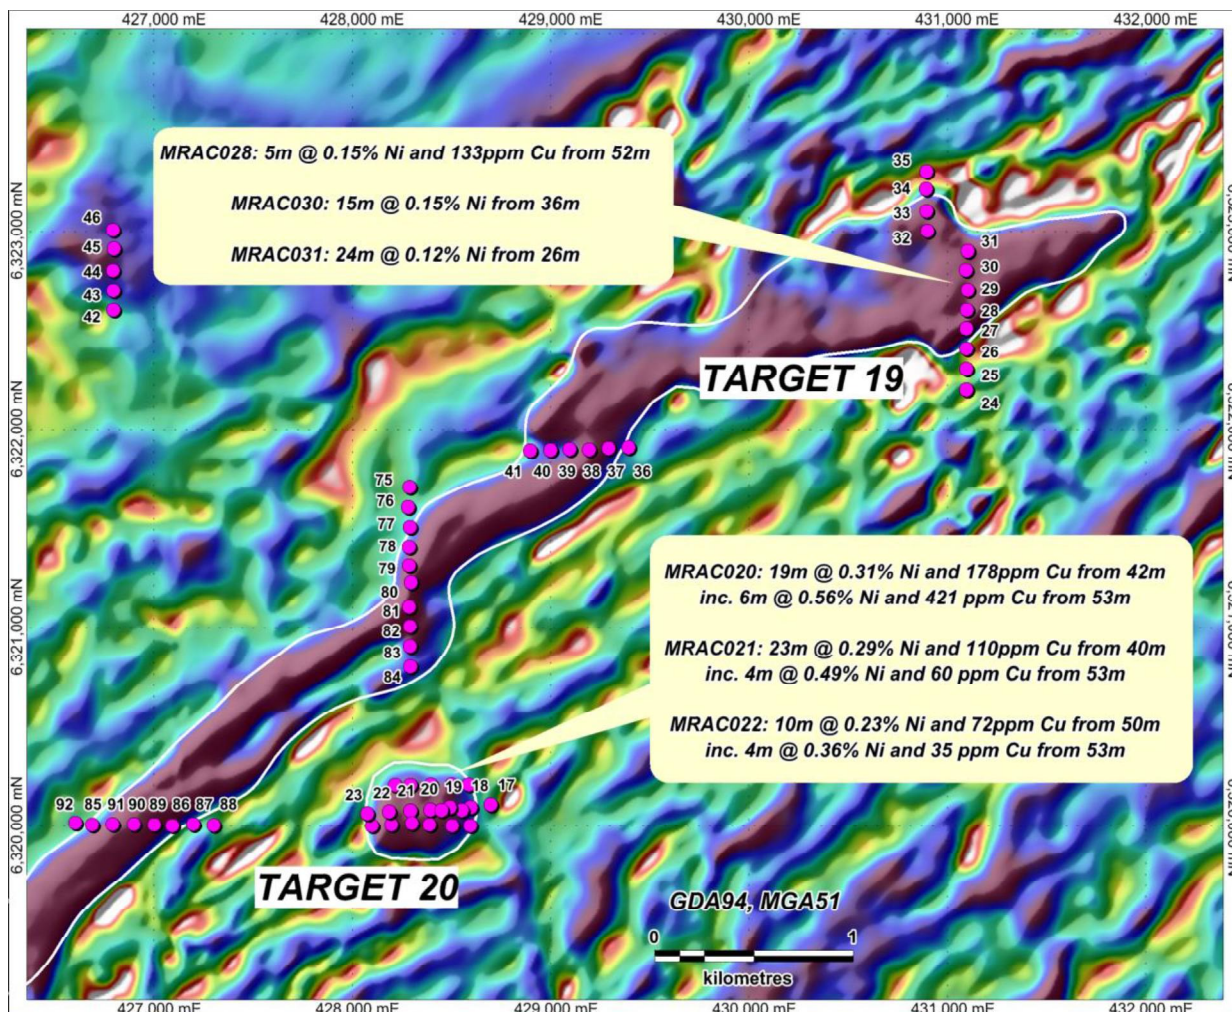 427,000 mE 428,000 mE 429,000 mE 430,000 mE 431,000 mE 432,000 mE
6,323,000 mN
6,322,000 mN
6,321,000 mN
6,320,000 mN
MRAC028: 5m @ 0.15% Ni and 133ppm Cu from 52m
MRAC030: 15m @ 0.15% Ni from 36m
MRAC031: 24m @ 0.12% Ni from 26m
46
45
44
43
42
35
34
33
32
31
30
29
28
27
26
25
24
TARGET 19
41 40 39 38 37 36
75
76
77
78
79
80
81
82
83
84
MRAC020: 19m @ 0.31% Ni and 178ppm Cu from 42m
inc. 6m @ 0.56% Ni and 421 ppm Cu from 53m
MRAC021: 23m @ 0.29% Ni and 110ppm Cu from 40m
inc. 4m @ 0.49% Ni and 60 ppm Cu from 53m
MRAC022: 10m @ 0.23% Ni and 72ppm Cu from 50m
inc. 4m @ 0.36% Ni and 35 ppm Cu from 53m
23 22 21 20 19 18 17
92 85 91 90 89 86 87 88
TARGET 20
GDA94, MGA51
0 1
kilometres
427,000 mE 428,000 mE 429,000 mE 430,000 mE 431,000 mE 432,000 mE